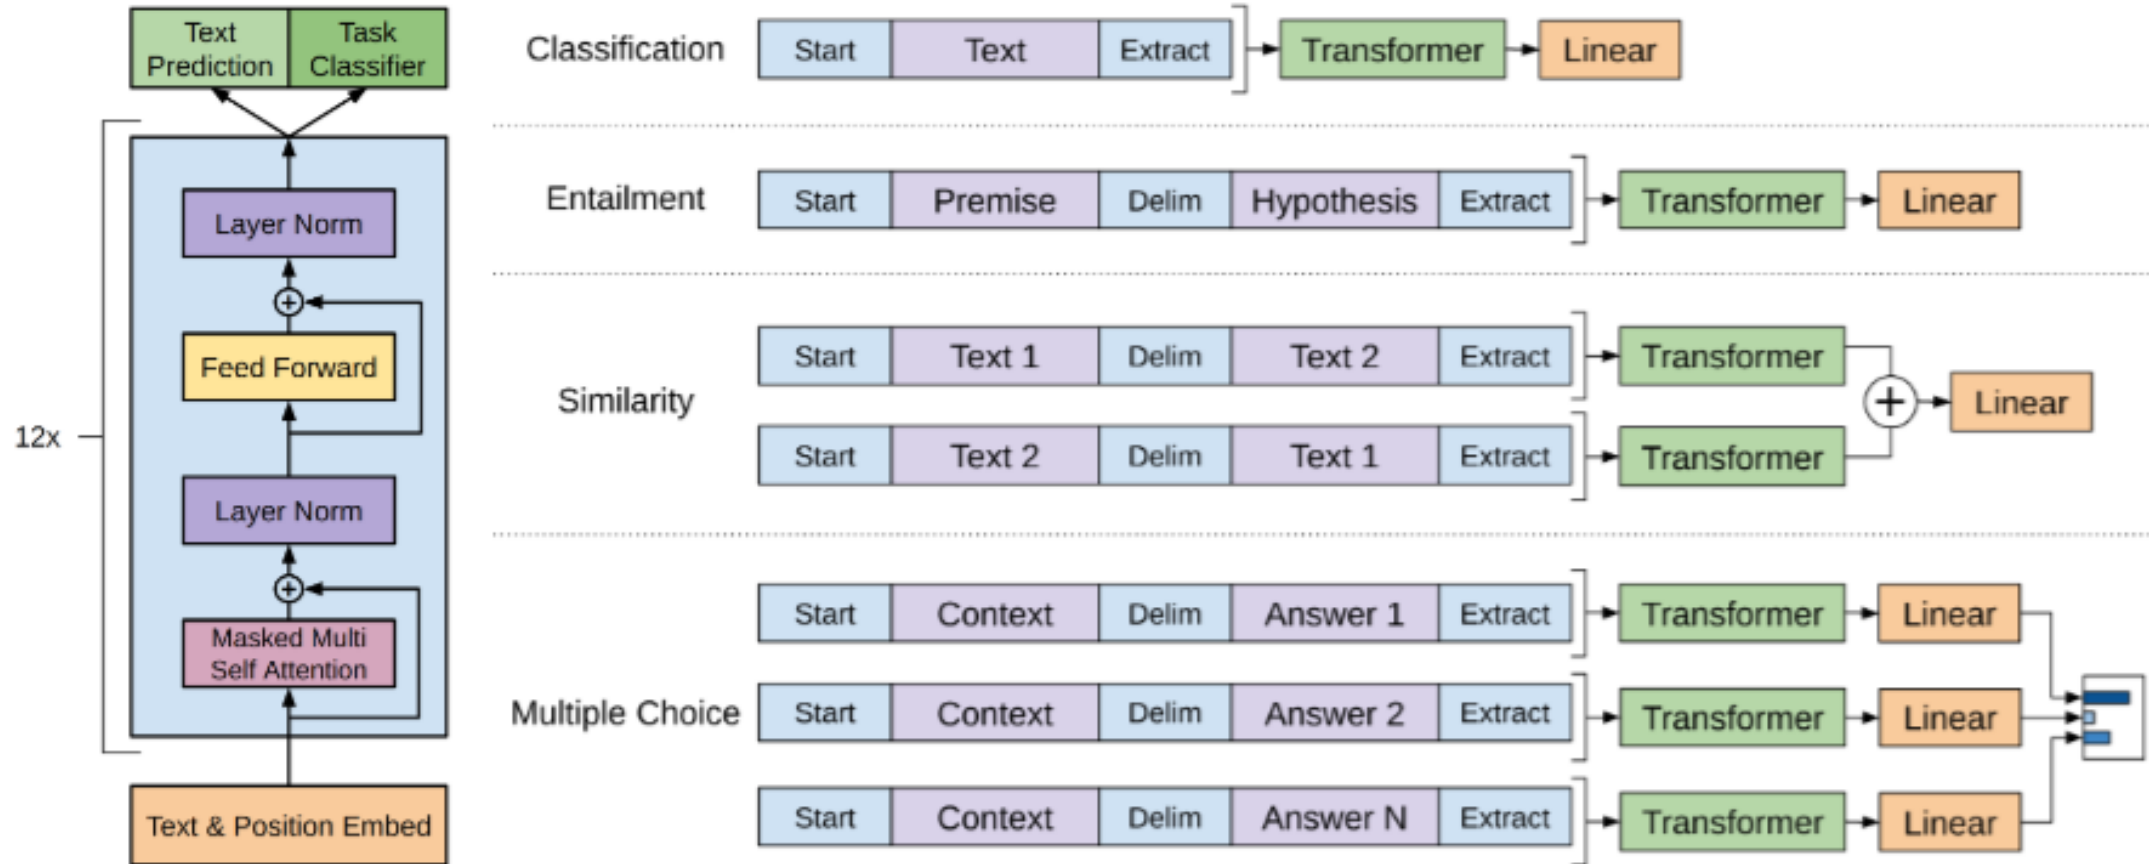 Text
Prediction
Task
Classifier
12x
Layer Norm
+
Feed Forward
Layer Norm
+
Masked Multi
Self Attention
Text & Position Embed
Classification
Start Text Extract Transformer Linear
Entailment
Start Premise Delim Hypothesis Extract Transformer Linear
Similarity
Start Text 1 Delim Text 2 Extract Transformer
+ Linear
Start Text 2 Delim Text 1 Extract Transformer
Multiple Choice
Start Context Delim Answer 1 Extract Transformer Linear
Start Context Delim Answer 2 Extract Transformer Linear
Start Context Delim Answer N Extract Transformer Linear